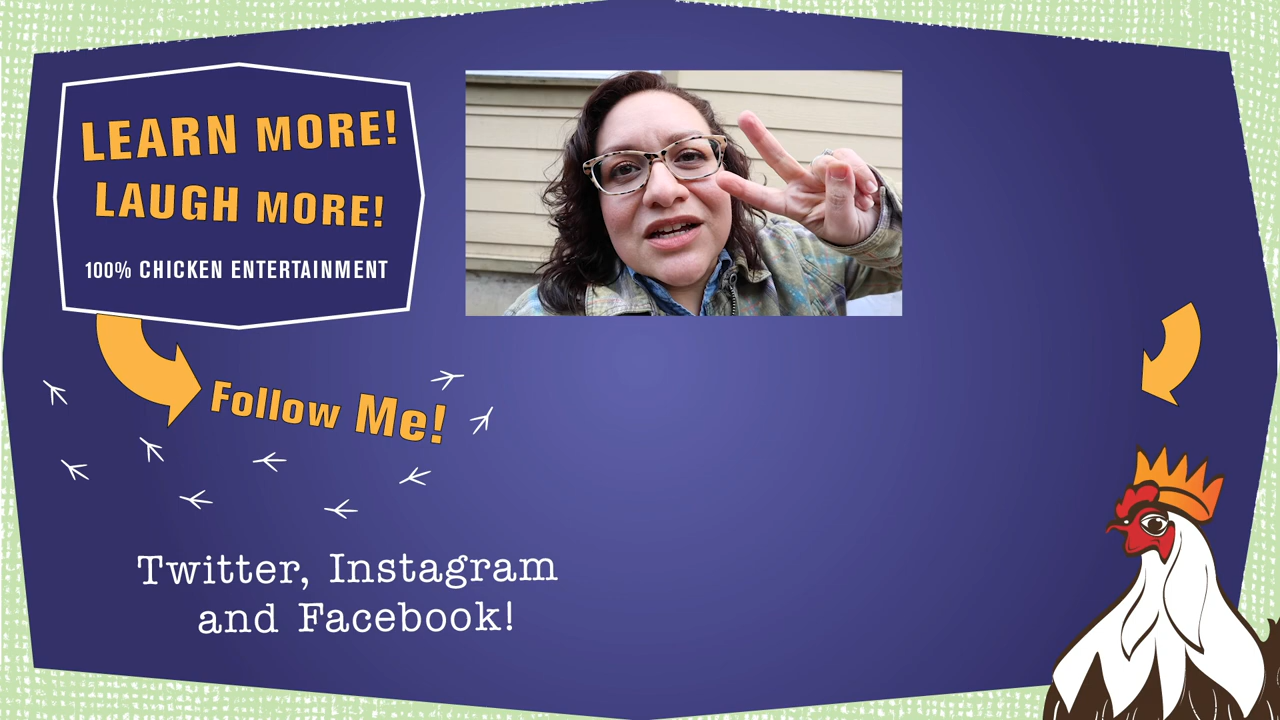 LEARN MORE!
LAUGH MORE!
100% CHICKEN ENTERTAINMENT
Follow Me!
Twitter, Instagram
and Facebook!